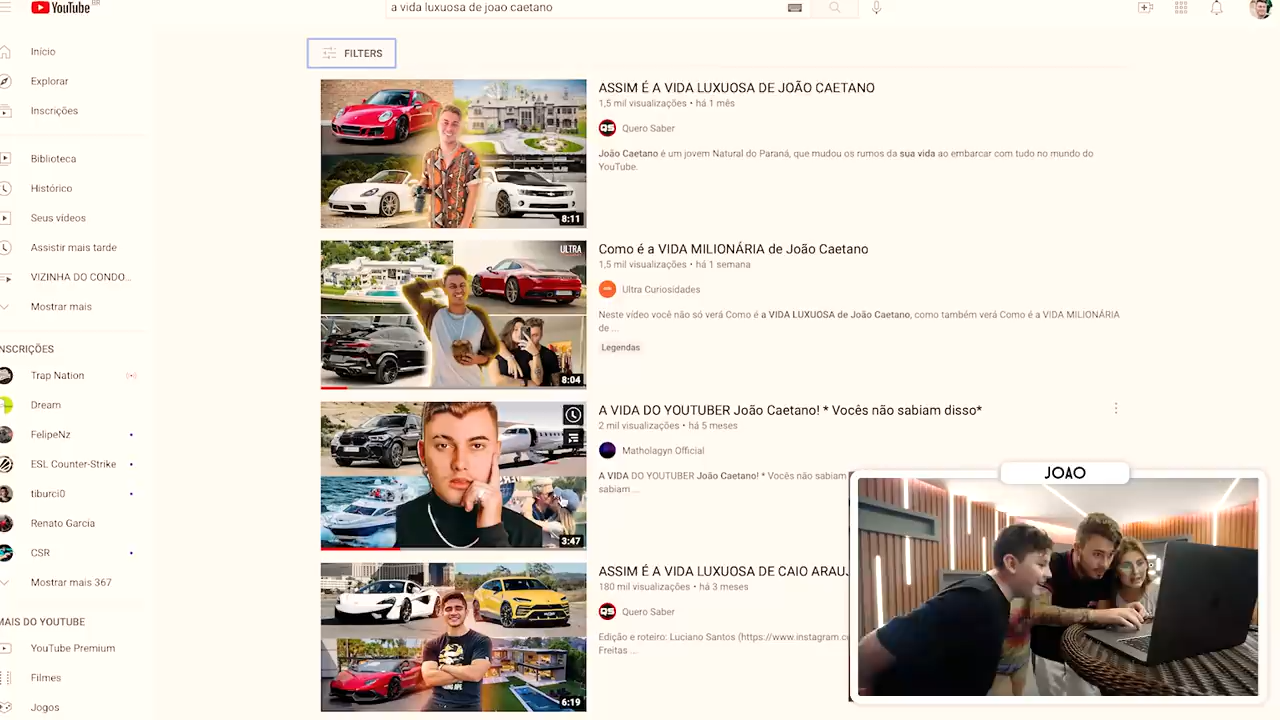 YouTube BR
a vida luxuosa de joao caetano
Início
Explorar
Inscrições
Biblioteca
Histórico
Seus vídeos
Assistir mais tarde
VIZINHA DO CONDO...
Mostrar mais
NSCRIÇÕES
Trap Nation
Dream
FelipeNz
ESL Counter-Strike
tiburci0
Renato Garcia
CSR
Mostrar mais 367
MAIS DO YOUTUBE
YouTube Premium
Filmes
Jogos
FILTERS
8:11
ASSIM É A VIDA LUXUOSA DE JOÃO CAETANO
1,5 mil visualizações • há 1 mês
QS Quero Saber
João Caetano é um jovem Natural do Paraná, que mudou os rumos da sua vida ao embarcar com tudo no mundo do
YouTube.
ULTRA
8:04
Como é a VIDA MILIONÁRIA de João Caetano
1,5 mil visualizações • há 1 semana
Ultra Curiosidades
Neste vídeo você não só verá Como é a VIDA LUXUOSA de João Caetano, como também verá Como é a VIDA MILIONÁRIA
de ...
Legendas
3:47
A VIDA DO YOUTUBER João Caetano! * Vocês não sabiam disso*
2 mil visualizações • há 5 meses
Matholagyn Official
A VIDA DO YOUTUBER João Caetano! * Vocês não sabiam
sabiam ...
6:19
ASSIM É A VIDA LUXUOSA DE CAIO ARAUJ
180 mil visualizações • há 3 meses
QS Quero Saber
Edição e roteiro: Luciano Santos (https://www.instagram.c
Freitas ...
JOAO